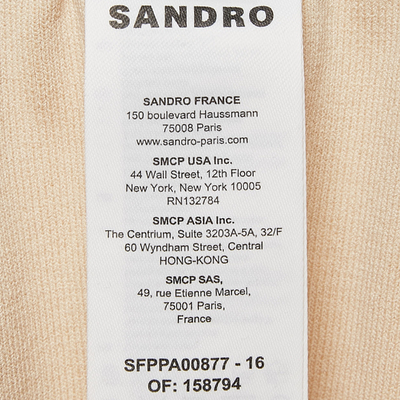 SANDRO
SANDRO FRANCE
150 boulevard Haussmann
75008 Paris
www.sandro-paris.com
SMCP USA Inc.
44 Wall Street, 12th Floor
New York, New York 10005
RN132784
SMCP ASIA Inc.
The Centrium, Suite 3203A-5A, 32/F
60 Wyndham Street, Central
HONG-KONG
SMCP SAS,
49, rue Etienne Marcel,
75001 Paris,
France
SFPPA00877 - 16
OF: 158794